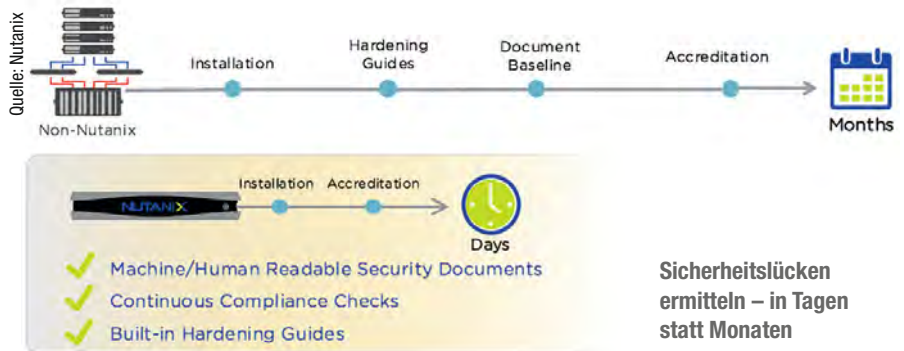 Quelle: Nutanix
Non-Nutanix
Installation
Hardening
Guides
Document
Baseline
Accreditation
Months
NUTANIX
Installation
Accreditation
Days
Machine/Human Readable Security Documents
Continuous Compliance Checks
Built-in Hardening Guides
Sicherheitslücken
ermitteln – in Tagen
statt Monaten